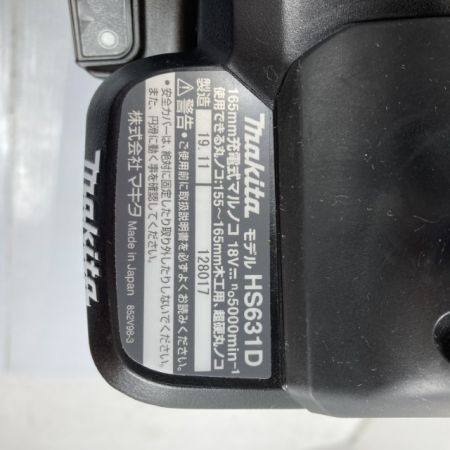 makita モデル HS631D
165mm充電式マルノコ 18V⎓ n₀5000min⁻¹
使用できる丸ノコ:155~165mm木工用、超硬丸ノコ
製造 19.11 128017
⚠警告・ご使用前に取扱説明書を必ずよくお読みください。
・安全カバーは、絶対に固定したり取り外したりしないでください。
また、円滑に動く事を確認してください。
株式会社マキタ Made in Japan 852V98-3
makita